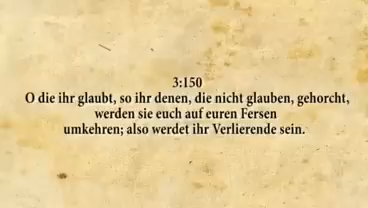 3:150
O die ihr glaubt, so ihr denen, die nicht glauben, gehorcht,
werden sie euch auf euren Fersen
umkehren; also werdet ihr Verlierende sein.